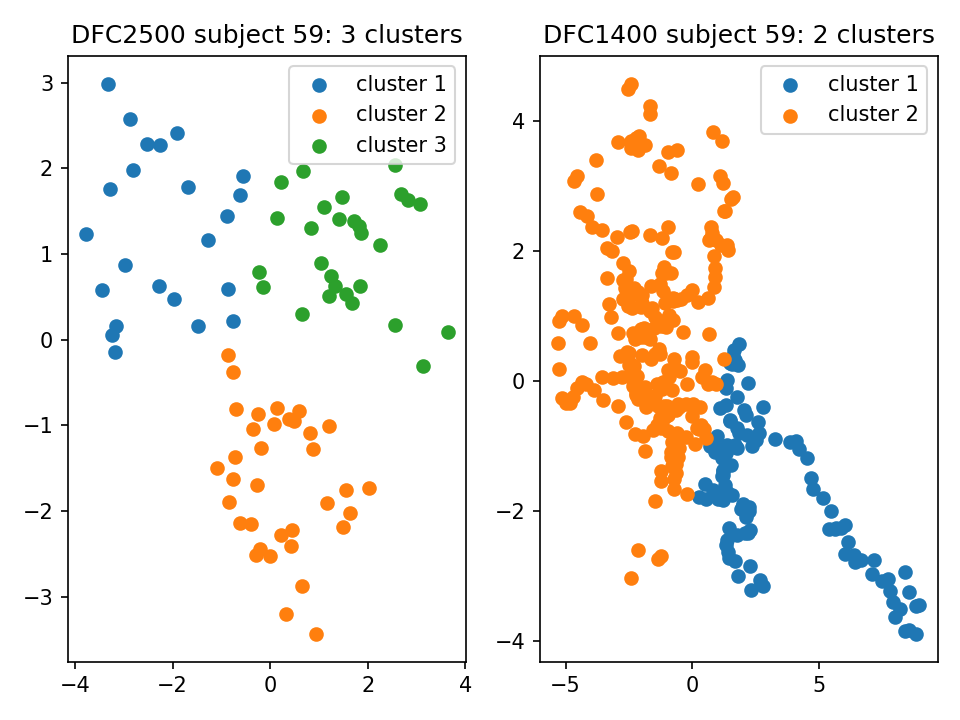 DFC2500 subject 59: 3 clusters
cluster 1
cluster 2
cluster 3
3
2
1
0
−1
−2
−3
−4
−2
0
2
4
DFC1400 subject 59: 2 clusters
cluster 1
cluster 2
4
2
0
−2
−4
−5
0
5